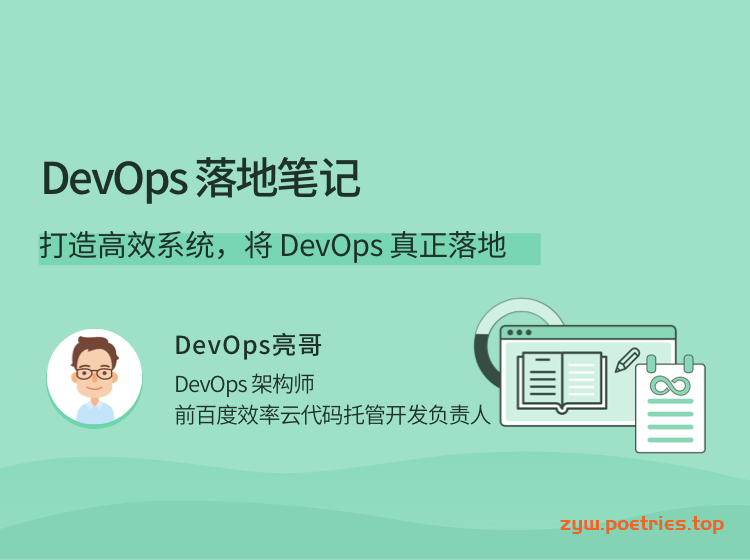 DevOps 落地笔记
打造高效系统，将 DevOps 真正落地
DevOps亮哥
DevOps 架构师
前百度效率云代码托管开发负责人
zyw.poetries.top